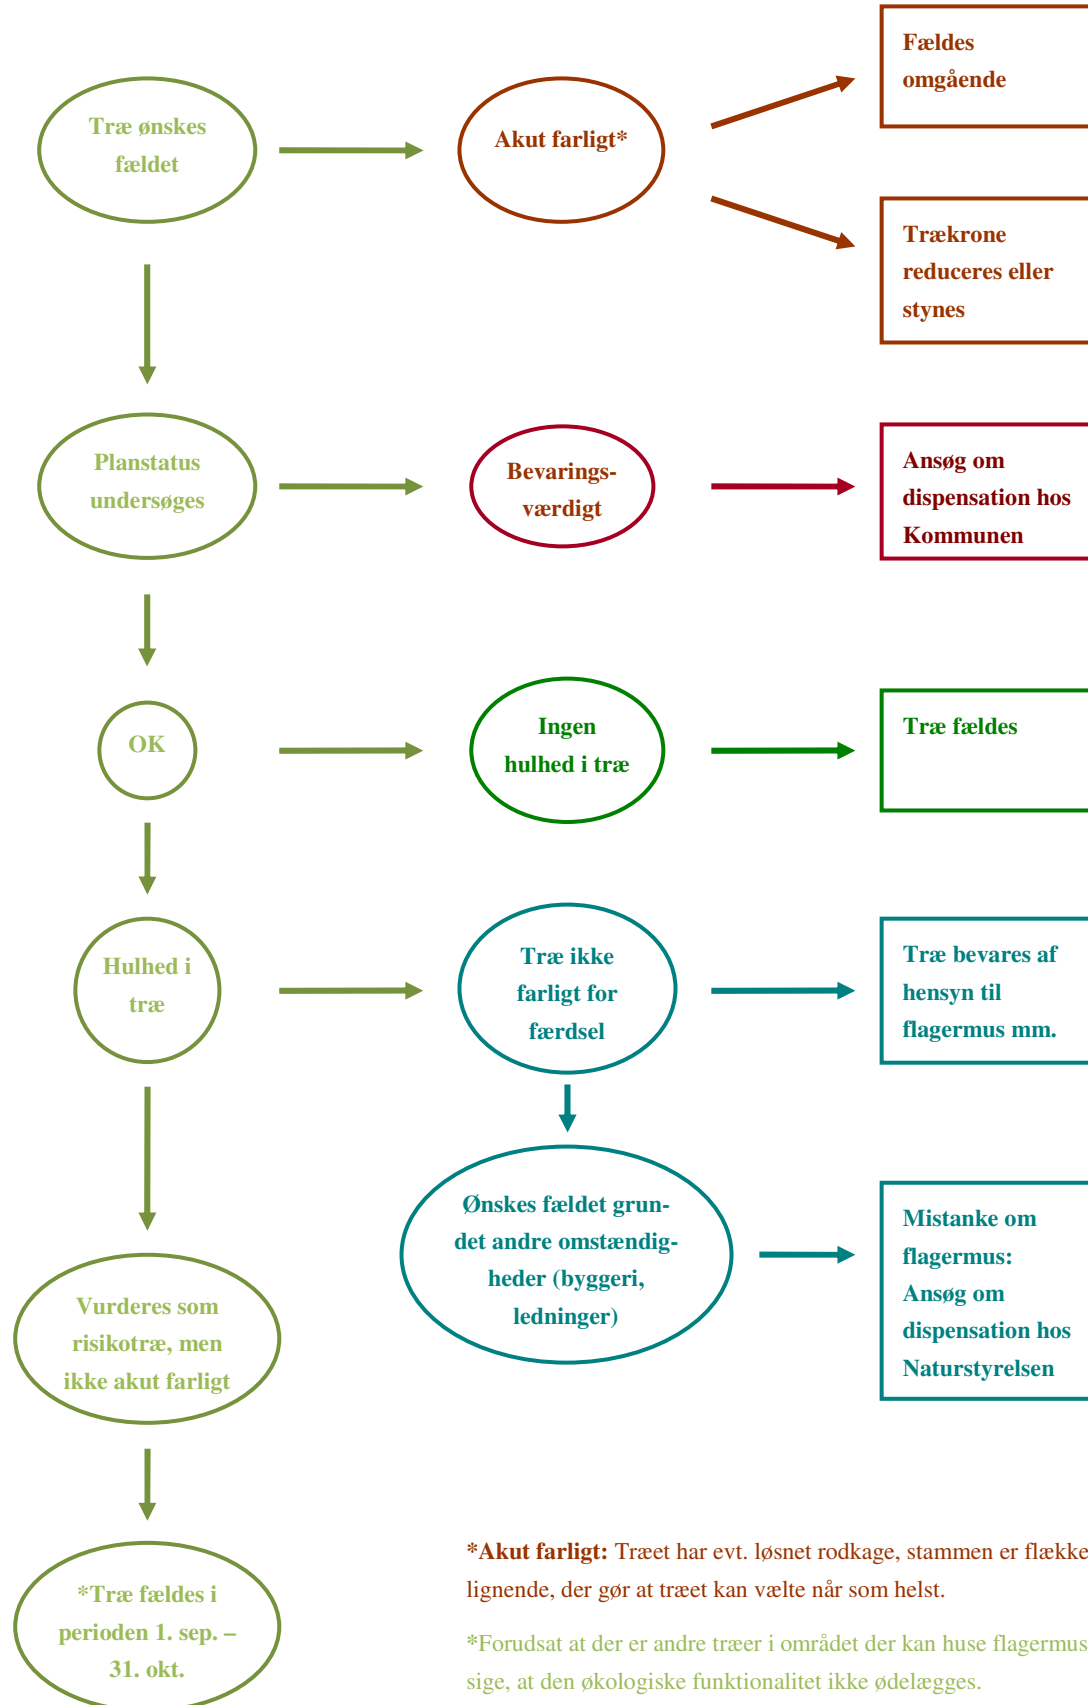 Fældes
omgående
Træ ønskes
fældet
Akut farligt*
Trækrone
reduceres eller
stynes
Planstatus
undersøges
Bevarings-
værdigt
Ansøg om
dispensation hos
Kommunen
OK
Ingen
hulhed i træ
Træ fældes
Hulhed i
træ
Træ ikke
farligt for
færdsel
Træ bevares af
hensyn til
flagermus mm.
Ønskes fældet grun-
det andre omstændig-
heder (byggeri,
ledninger)
Mistanke om
flagermus:
Ansøg om
dispensation hos
Naturstyrelsen
Vurderes som
risikotræ, men
ikke akut farligt
*Træ fældes i
perioden 1. sep. –
31. okt.
*Akut farligt: Træet har evt. løsnet rodkage, stammen er flække
lignende, der gør at træet kan vælte når som helst.
*Forudsat at der er andre træer i området der kan huse flagermus
sige, at den økologiske funktionalitet ikke ødelægges.